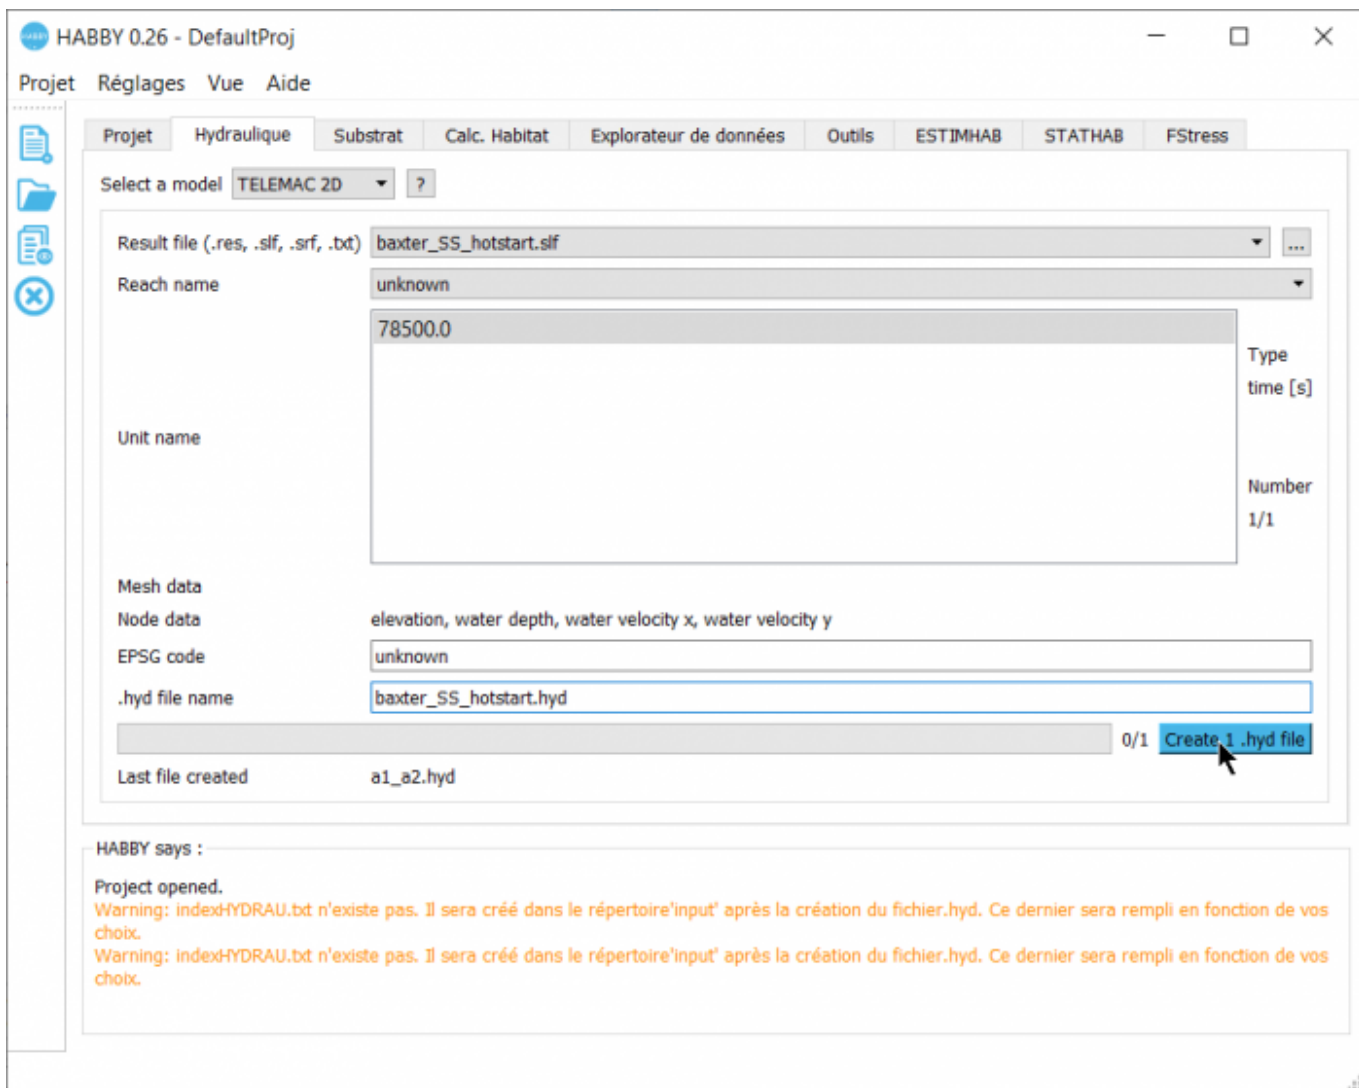 HABBY 0.26 - DefaultProj
Projet Réglages Vue Aide
Projet Hydraulique Substrat Calc. Habitat Explorateur de données Outils ESTIMHAB STATHAB FStress
Select a model TELEMAC 2D ?
Result file (.res, .slf, .srf, .txt) baxter_SS_hotstart.slf ...
Reach name unknown
78500.0
Type
time [s]
Unit name
Number
1/1
Mesh data
Node data elevation, water depth, water velocity x, water velocity y
EPSG code unknown
.hyd file name baxter_SS_hotstart.hyd
0/1 Create 1 .hyd file
Last file created a1_a2.hyd
HABBY says :
Project opened.
Warning: indexHYDRAU.txt n'existe pas. Il sera créé dans le répertoire'input' après la création du fichier.hyd. Ce dernier sera rempli en fonction de vos
choix.
Warning: indexHYDRAU.txt n'existe pas. Il sera créé dans le répertoire'input' après la création du fichier.hyd. Ce dernier sera rempli en fonction de vos
choix.